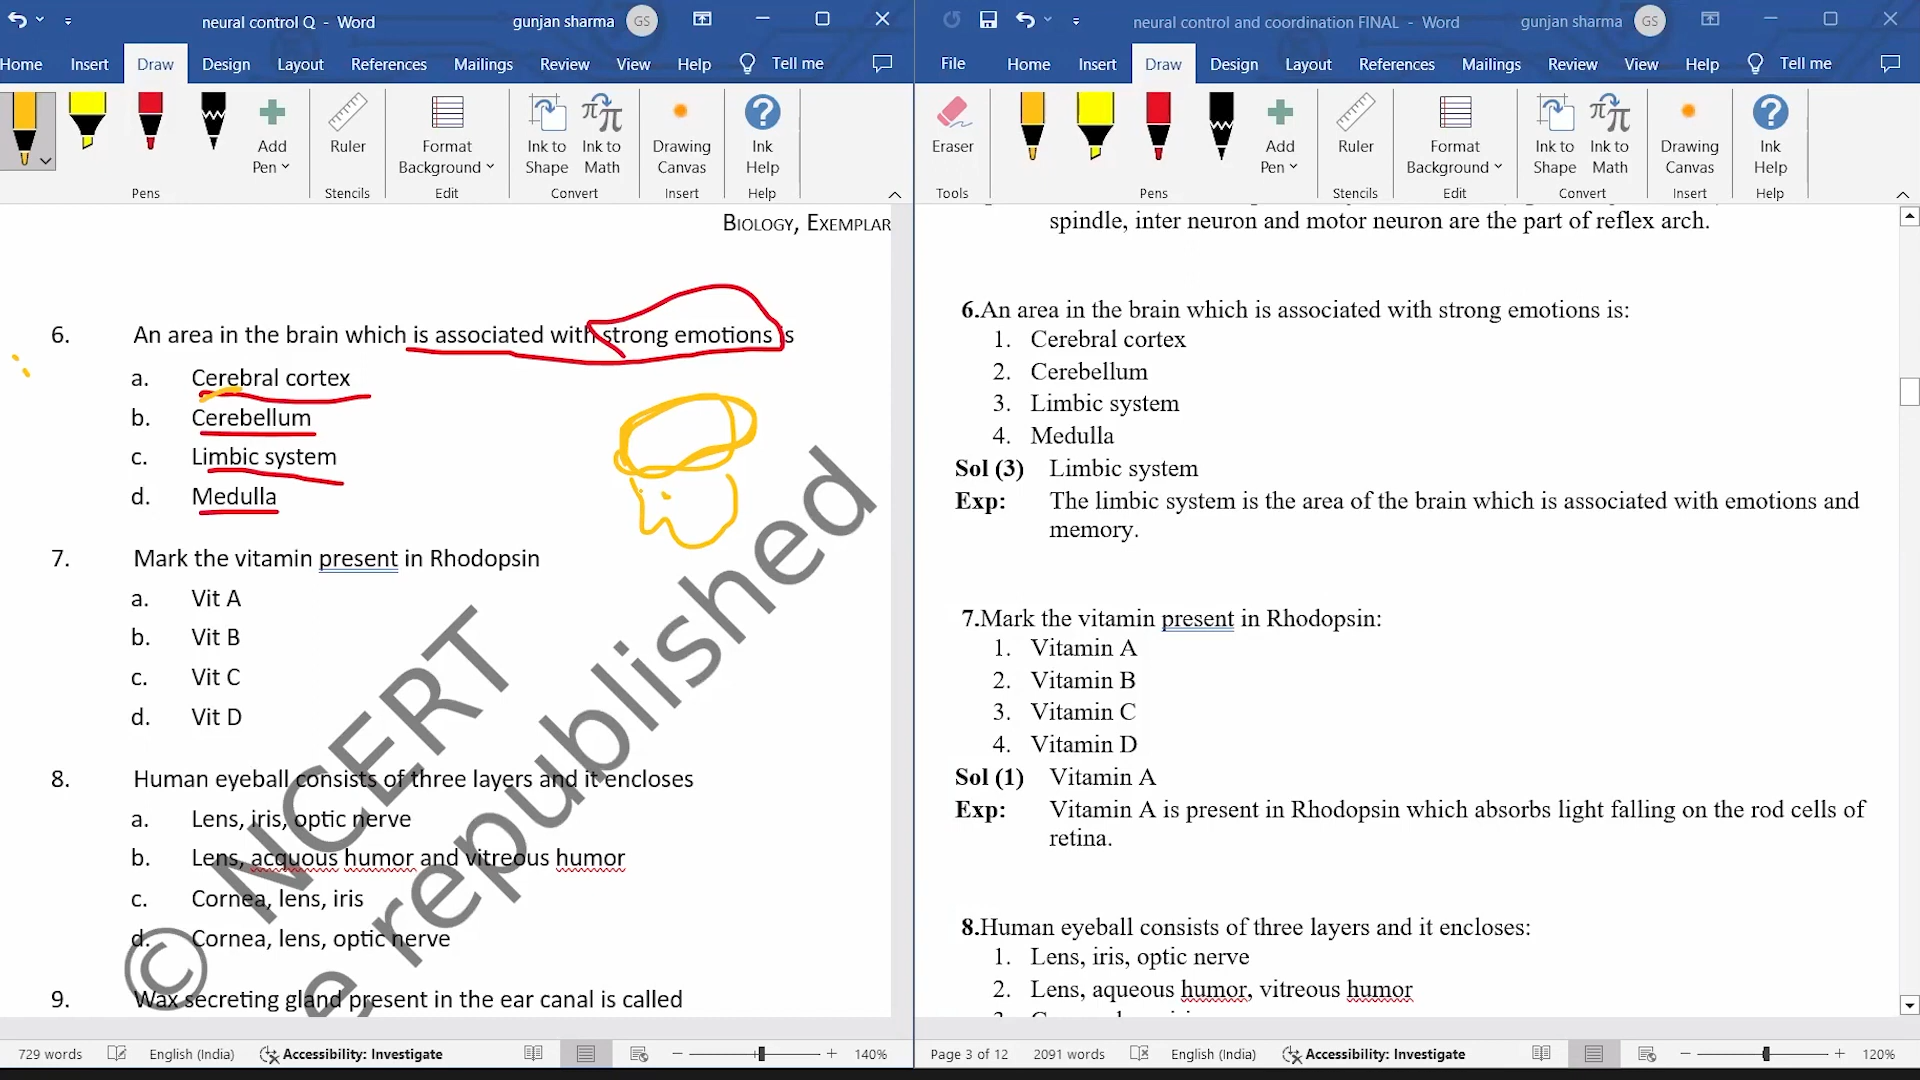 neural control Q - Word
gunjan sharma GS
Home Insert Draw Design Layout References Mailings Review View Help Tell me
Add Pen
Ruler
Format Background
Ink to Shape
Ink to Math
Drawing Canvas
Ink Help
Pens Stencils Edit Convert Insert Help
BIOLOGY, EXEMPLAR
6. An area in the brain which is associated with strong emotions is
a. Cerebral cortex
b. Cerebellum
c. Limbic system
d. Medulla
7. Mark the vitamin present in Rhodopsin
a. Vit A
b. Vit B
c. Vit C
d. Vit D
8. Human eyeball consists of three layers and it encloses
a. Lens, iris, optic nerve
b. Lens, acquous humor and vitreous humor
c. Cornea, lens, iris
d. Cornea, lens, optic nerve
9. Wax secreting gland present in the ear canal is called
© NCERT
e republished
729 words English (India) Accessibility: Investigate 140%
neural control and coordination FINAL - Word
gunjan sharma GS
File Home Insert Draw Design Layout References Mailings Review View Help Tell me
Eraser
Add Pen
Ruler
Format Background
Ink to Shape
Ink to Math
Drawing Canvas
Ink Help
Tools Pens Stencils Edit Convert Insert Help
spindle, inter neuron and motor neuron are the part of reflex arch.
6.An area in the brain which is associated with strong emotions is:
1. Cerebral cortex
2. Cerebellum
3. Limbic system
4. Medulla
Sol (3) Limbic system
Exp: The limbic system is the area of the brain which is associated with emotions and
memory.
7.Mark the vitamin present in Rhodopsin:
1. Vitamin A
2. Vitamin B
3. Vitamin C
4. Vitamin D
Sol (1) Vitamin A
Exp: Vitamin A is present in Rhodopsin which absorbs light falling on the rod cells of
retina.
8.Human eyeball consists of three layers and it encloses:
1. Lens, iris, optic nerve
2. Lens, aqueous humor, vitreous humor
Page 3 of 12 2091 words English (India) Accessibility: Investigate 120%